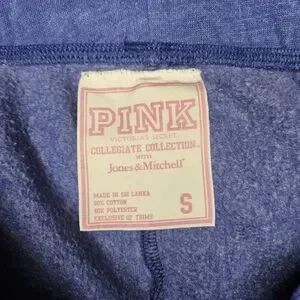 PINK
VICTORIA'S SECRET
COLLEGIATE COLLECTION
WITH
Jones & Mitchell
MADE IN SRI LANKA
60% COTTON
40% POLYESTER
EXCLUSIVE OF TRIMS
S